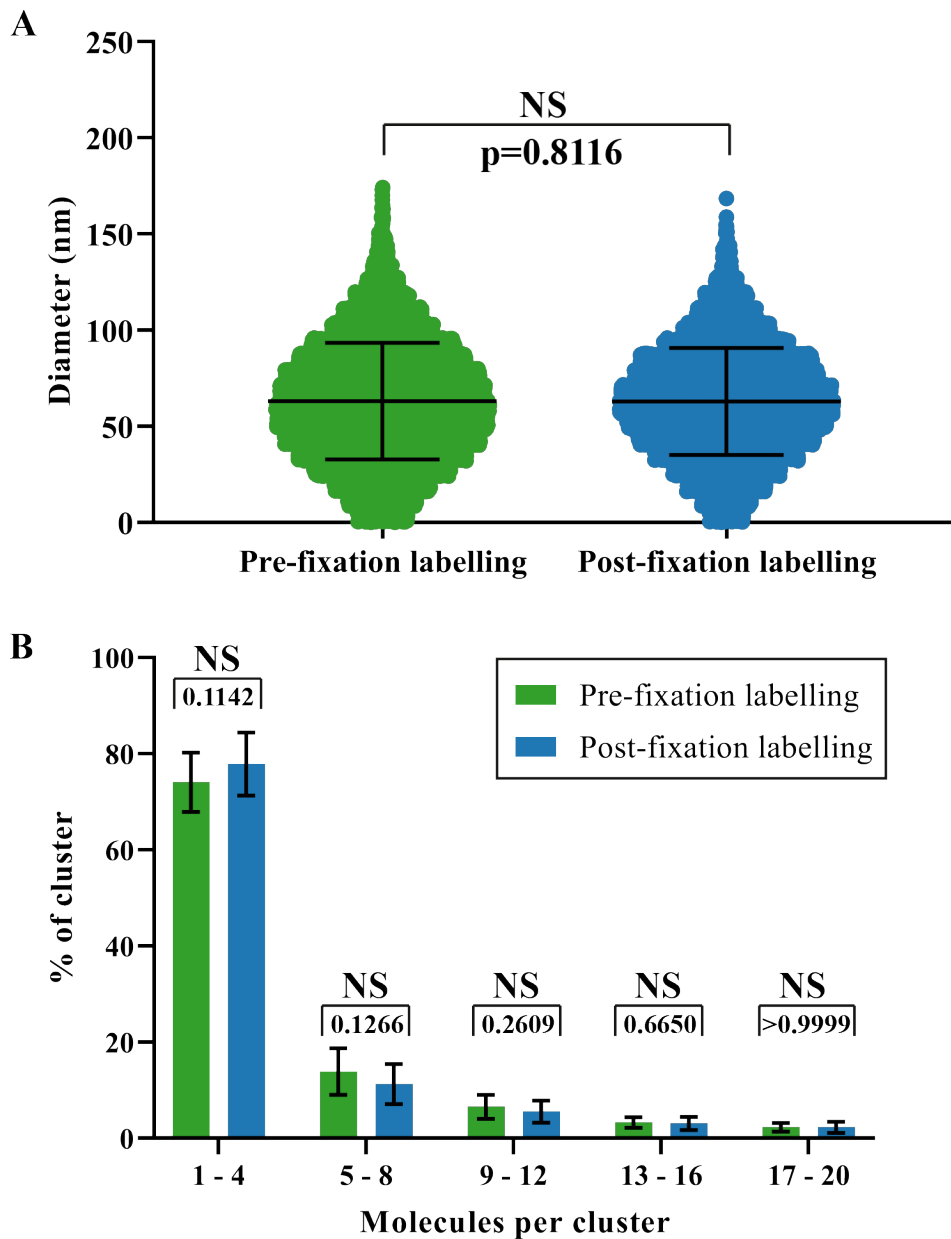 A
Diameter (nm)
250
200
150
100
50
0
NS
p=0.8116
Pre-fixation labelling
Post-fixation labelling
B
% of cluster
100
80
60
40
20
0
NS
0.1142
Pre-fixation labelling
Post-fixation labelling
NS
0.1266
NS
0.2609
NS
0.6650
NS
>0.9999
1 - 4
5 - 8
9 - 12
13 - 16
17 - 20
Molecules per cluster